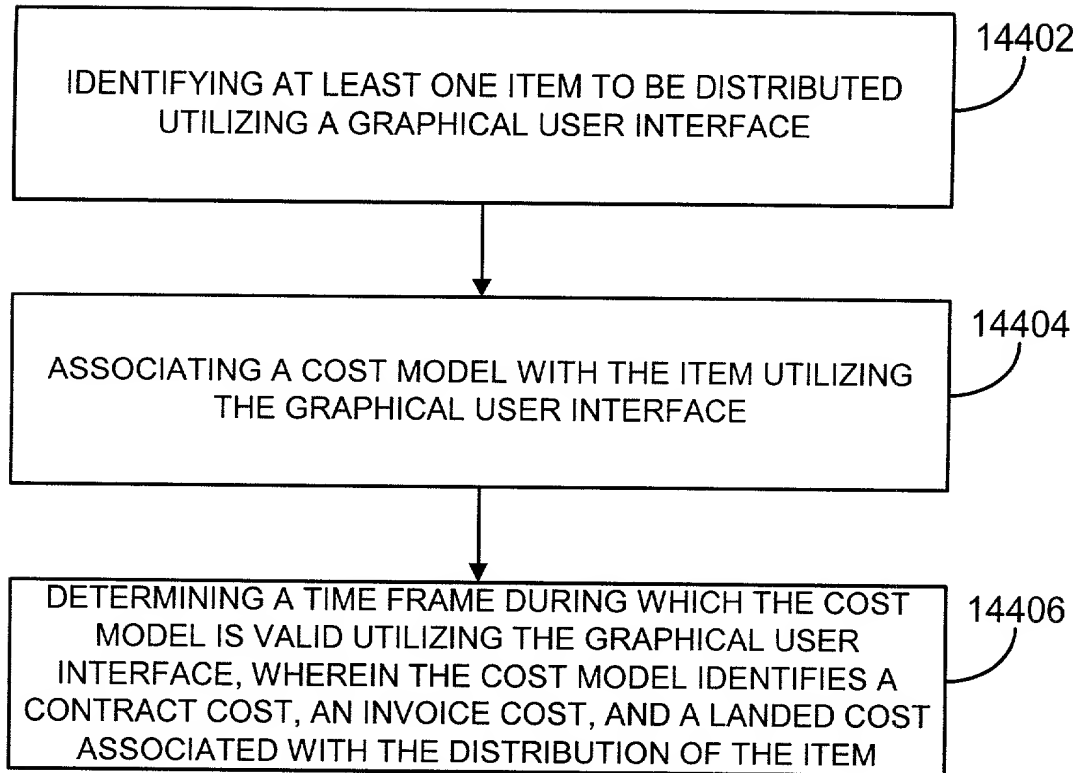 14402
IDENTIFYING AT LEAST ONE ITEM TO BE DISTRIBUTED
UTILIZING A GRAPHICAL USER INTERFACE
14404
ASSOCIATING A COST MODEL WITH THE ITEM UTILIZING
THE GRAPHICAL USER INTERFACE
14406
DETERMINING A TIME FRAME DURING WHICH THE COST
MODEL IS VALID UTILIZING THE GRAPHICAL USER
INTERFACE, WHEREIN THE COST MODEL IDENTIFIES A
CONTRACT COST, AN INVOICE COST, AND A LANDED COST
ASSOCIATED WITH THE DISTRIBUTION OF THE ITEM